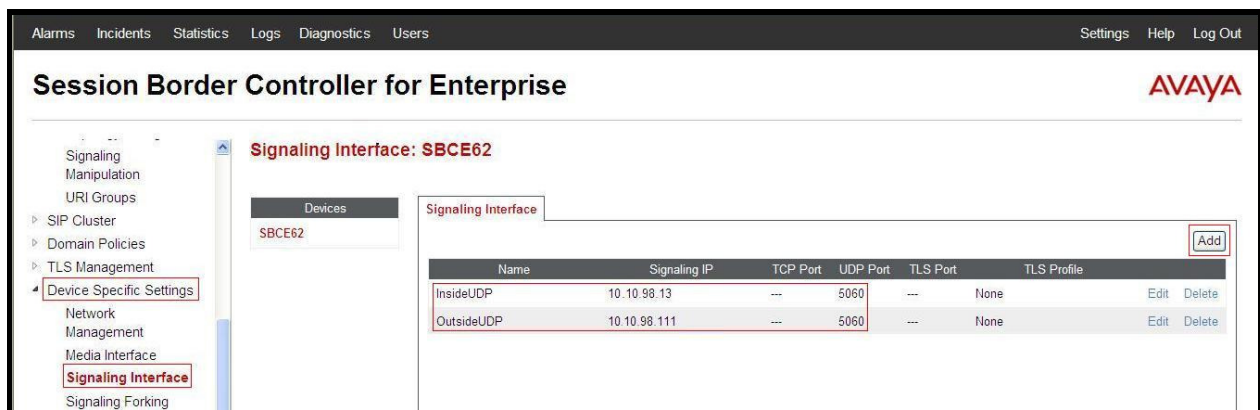 Alarms Incidents Statistics Logs Diagnostics Users Settings Help Log Out
Session Border Controller for Enterprise
AVAYA
Signaling
Manipulation
URI Groups
SIP Cluster
Domain Policies
TLS Management
Device Specific Settings
Network
Management
Media Interface
Signaling Interface
Signaling Forking
Signaling Interface: SBCE62
Devices
SBCE62
Signaling Interface
Add
Name Signaling IP TCP Port UDP Port TLS Port TLS Profile
InsideUDP 10.10.98.13 --- 5060 --- None Edit Delete
OutsideUDP 10.10.98.111 --- 5060 --- None Edit Delete